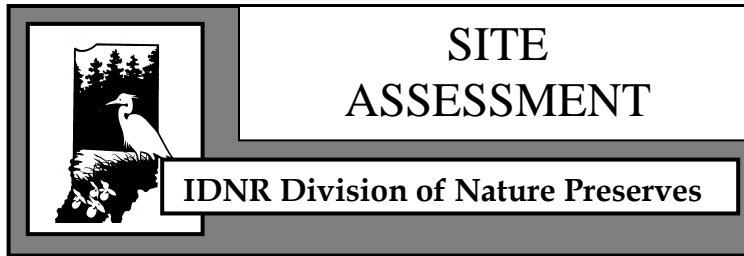 SITE
ASSESSMENT
IDNR Division of Nature Preserves